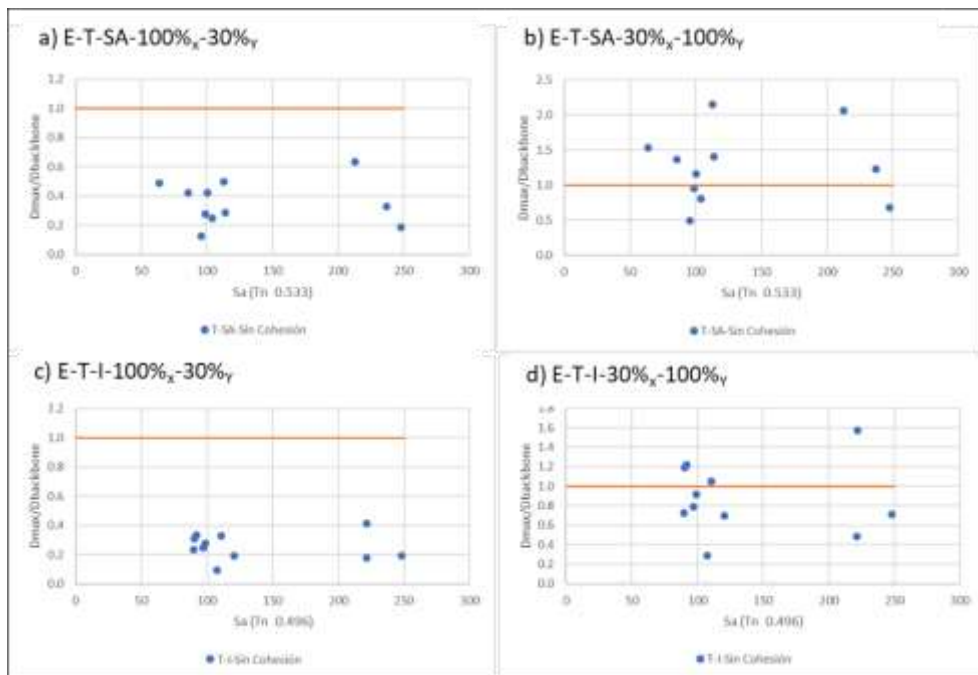 a) E-T-SA-100%x-30%Y
1.2
1.0
0.8
0.6
0.4
0.2
0.0
Dmax/Dbackbone
0 50 100 150 200 250 300
Sa (Tn 0.533)
T-SA-Sin Cohesión
b) E-T-SA-30%x-100%Y
2.5
2.0
1.5
1.0
0.5
0.0
Dmax/Dbackbone
0 50 100 150 200 250 300
Sa (Tn 0.533)
T-SA-Sin Cohesión
c) E-T-I-100%x-30%Y
1.2
1.0
0.8
0.6
0.4
0.2
0.0
Dmax/Dbackbone
0 50 100 150 200 250 300
Sa (Tn 0.496)
T-I-Sin Cohesión
d) E-T-I-30%x-100%Y
1.8
1.6
1.4
1.2
1.0
0.8
0.6
0.4
0.2
0.0
Dmax/Dbackbone
0 50 100 150 200 250 300
Sa (Tn 0.496)
T-I-Sin Cohesión